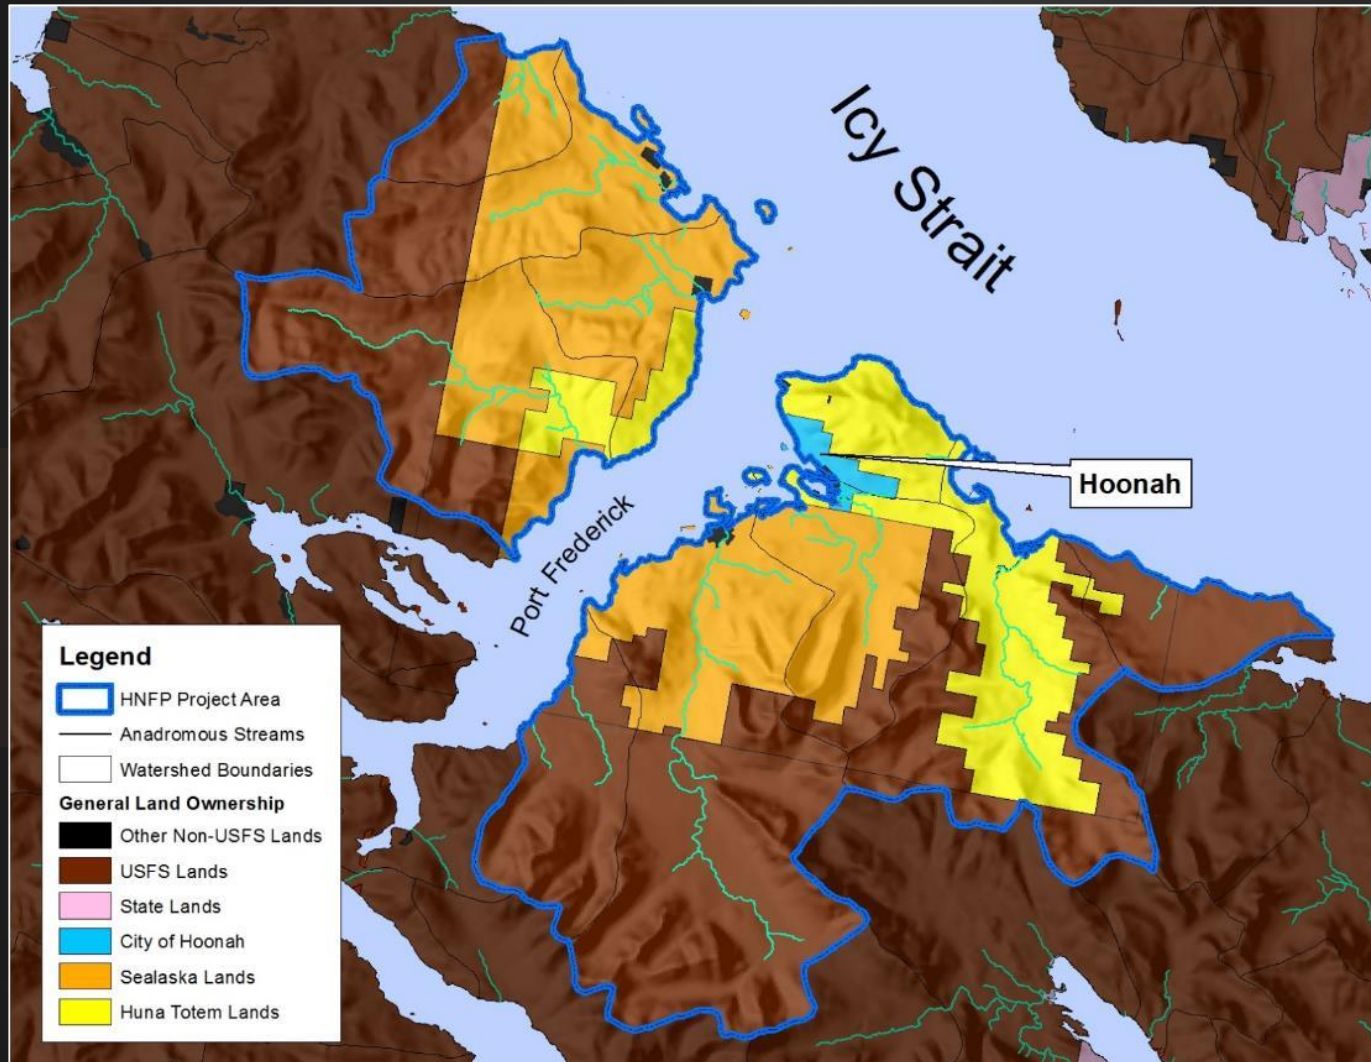 Icy Strait
Hoonah
Port Frederick
Legend
HNFP Project Area
Anadromous Streams
Watershed Boundaries
General Land Ownership
Other Non-USFS Lands
USFS Lands
State Lands
City of Hoonah
Sealaska Lands
Huna Totem Lands